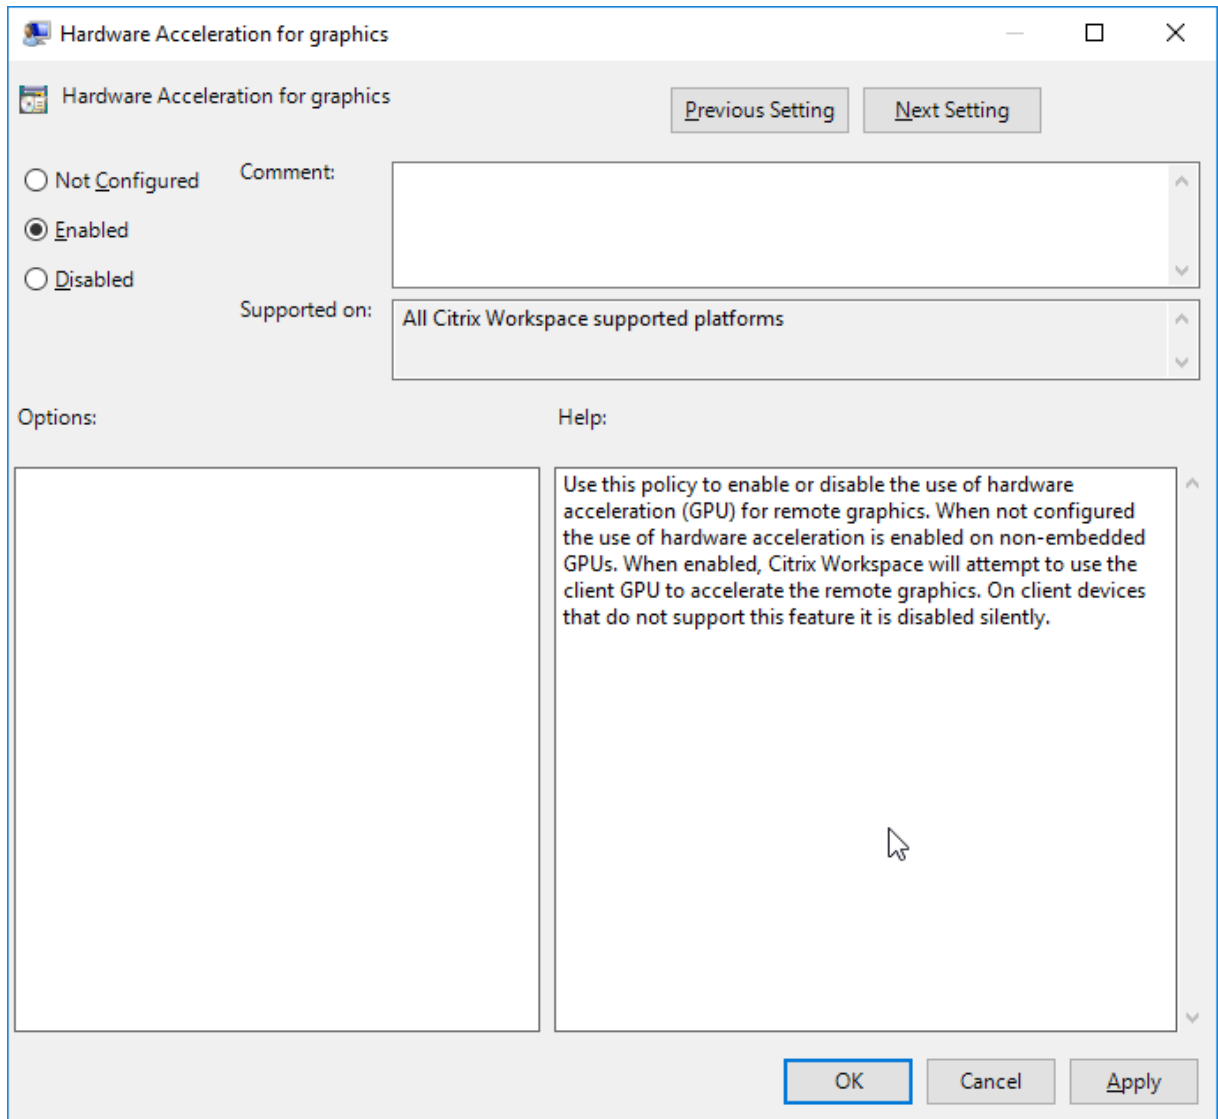 Hardware Acceleration for graphics
Hardware Acceleration for graphics
Previous Setting
Next Setting
Not Configured
Comment:
Enabled
Disabled
Supported on:
All Citrix Workspace supported platforms
Options:
Help:
Use this policy to enable or disable the use of hardware
acceleration (GPU) for remote graphics. When not configured
the use of hardware acceleration is enabled on non-embedded
GPUs. When enabled, Citrix Workspace will attempt to use the
client GPU to accelerate the remote graphics. On client devices
that do not support this feature it is disabled silently.
OK
Cancel
Apply